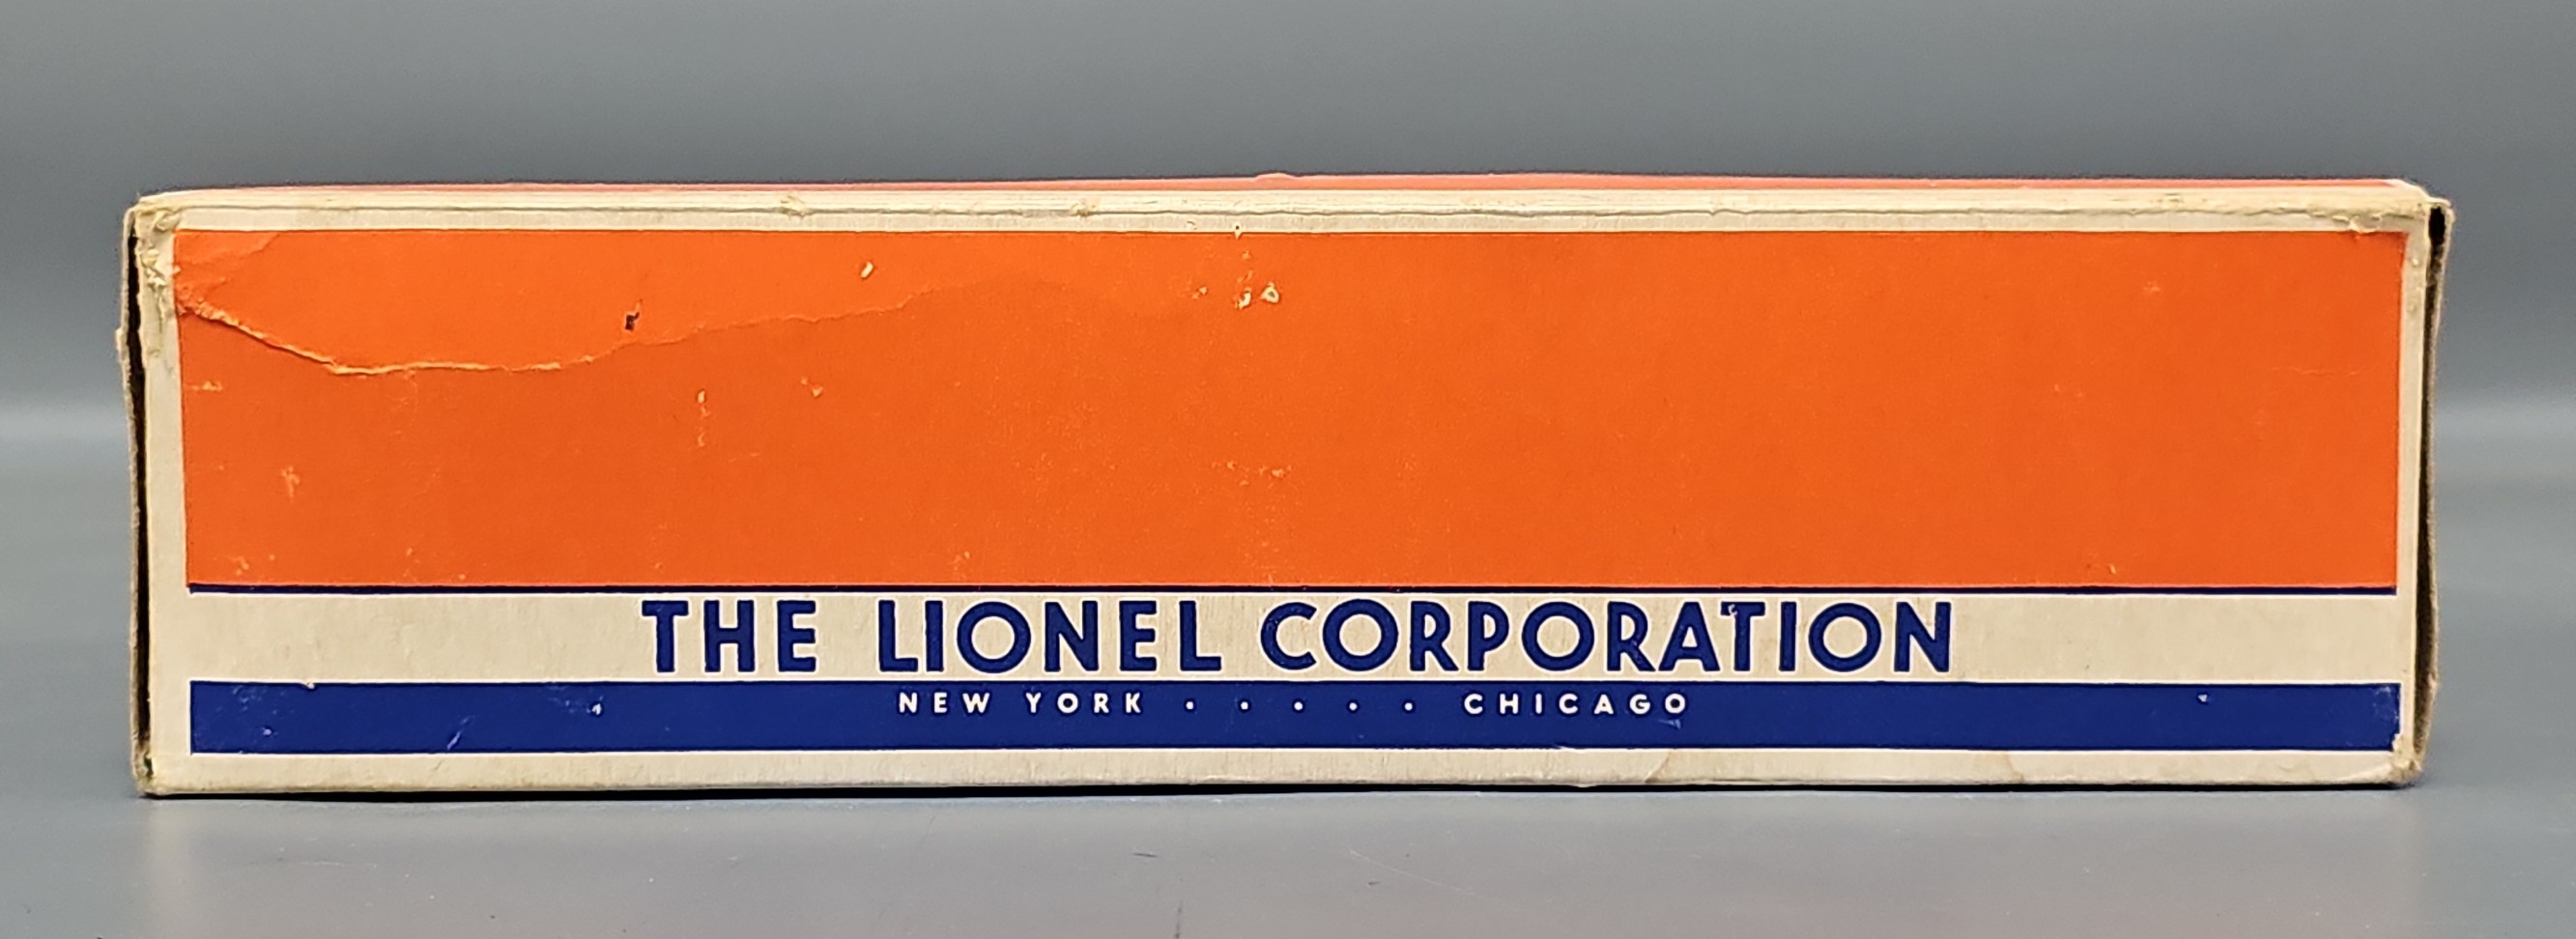 THE LIONEL CORPORATION
NEW YORK · · · · · CHICAGO